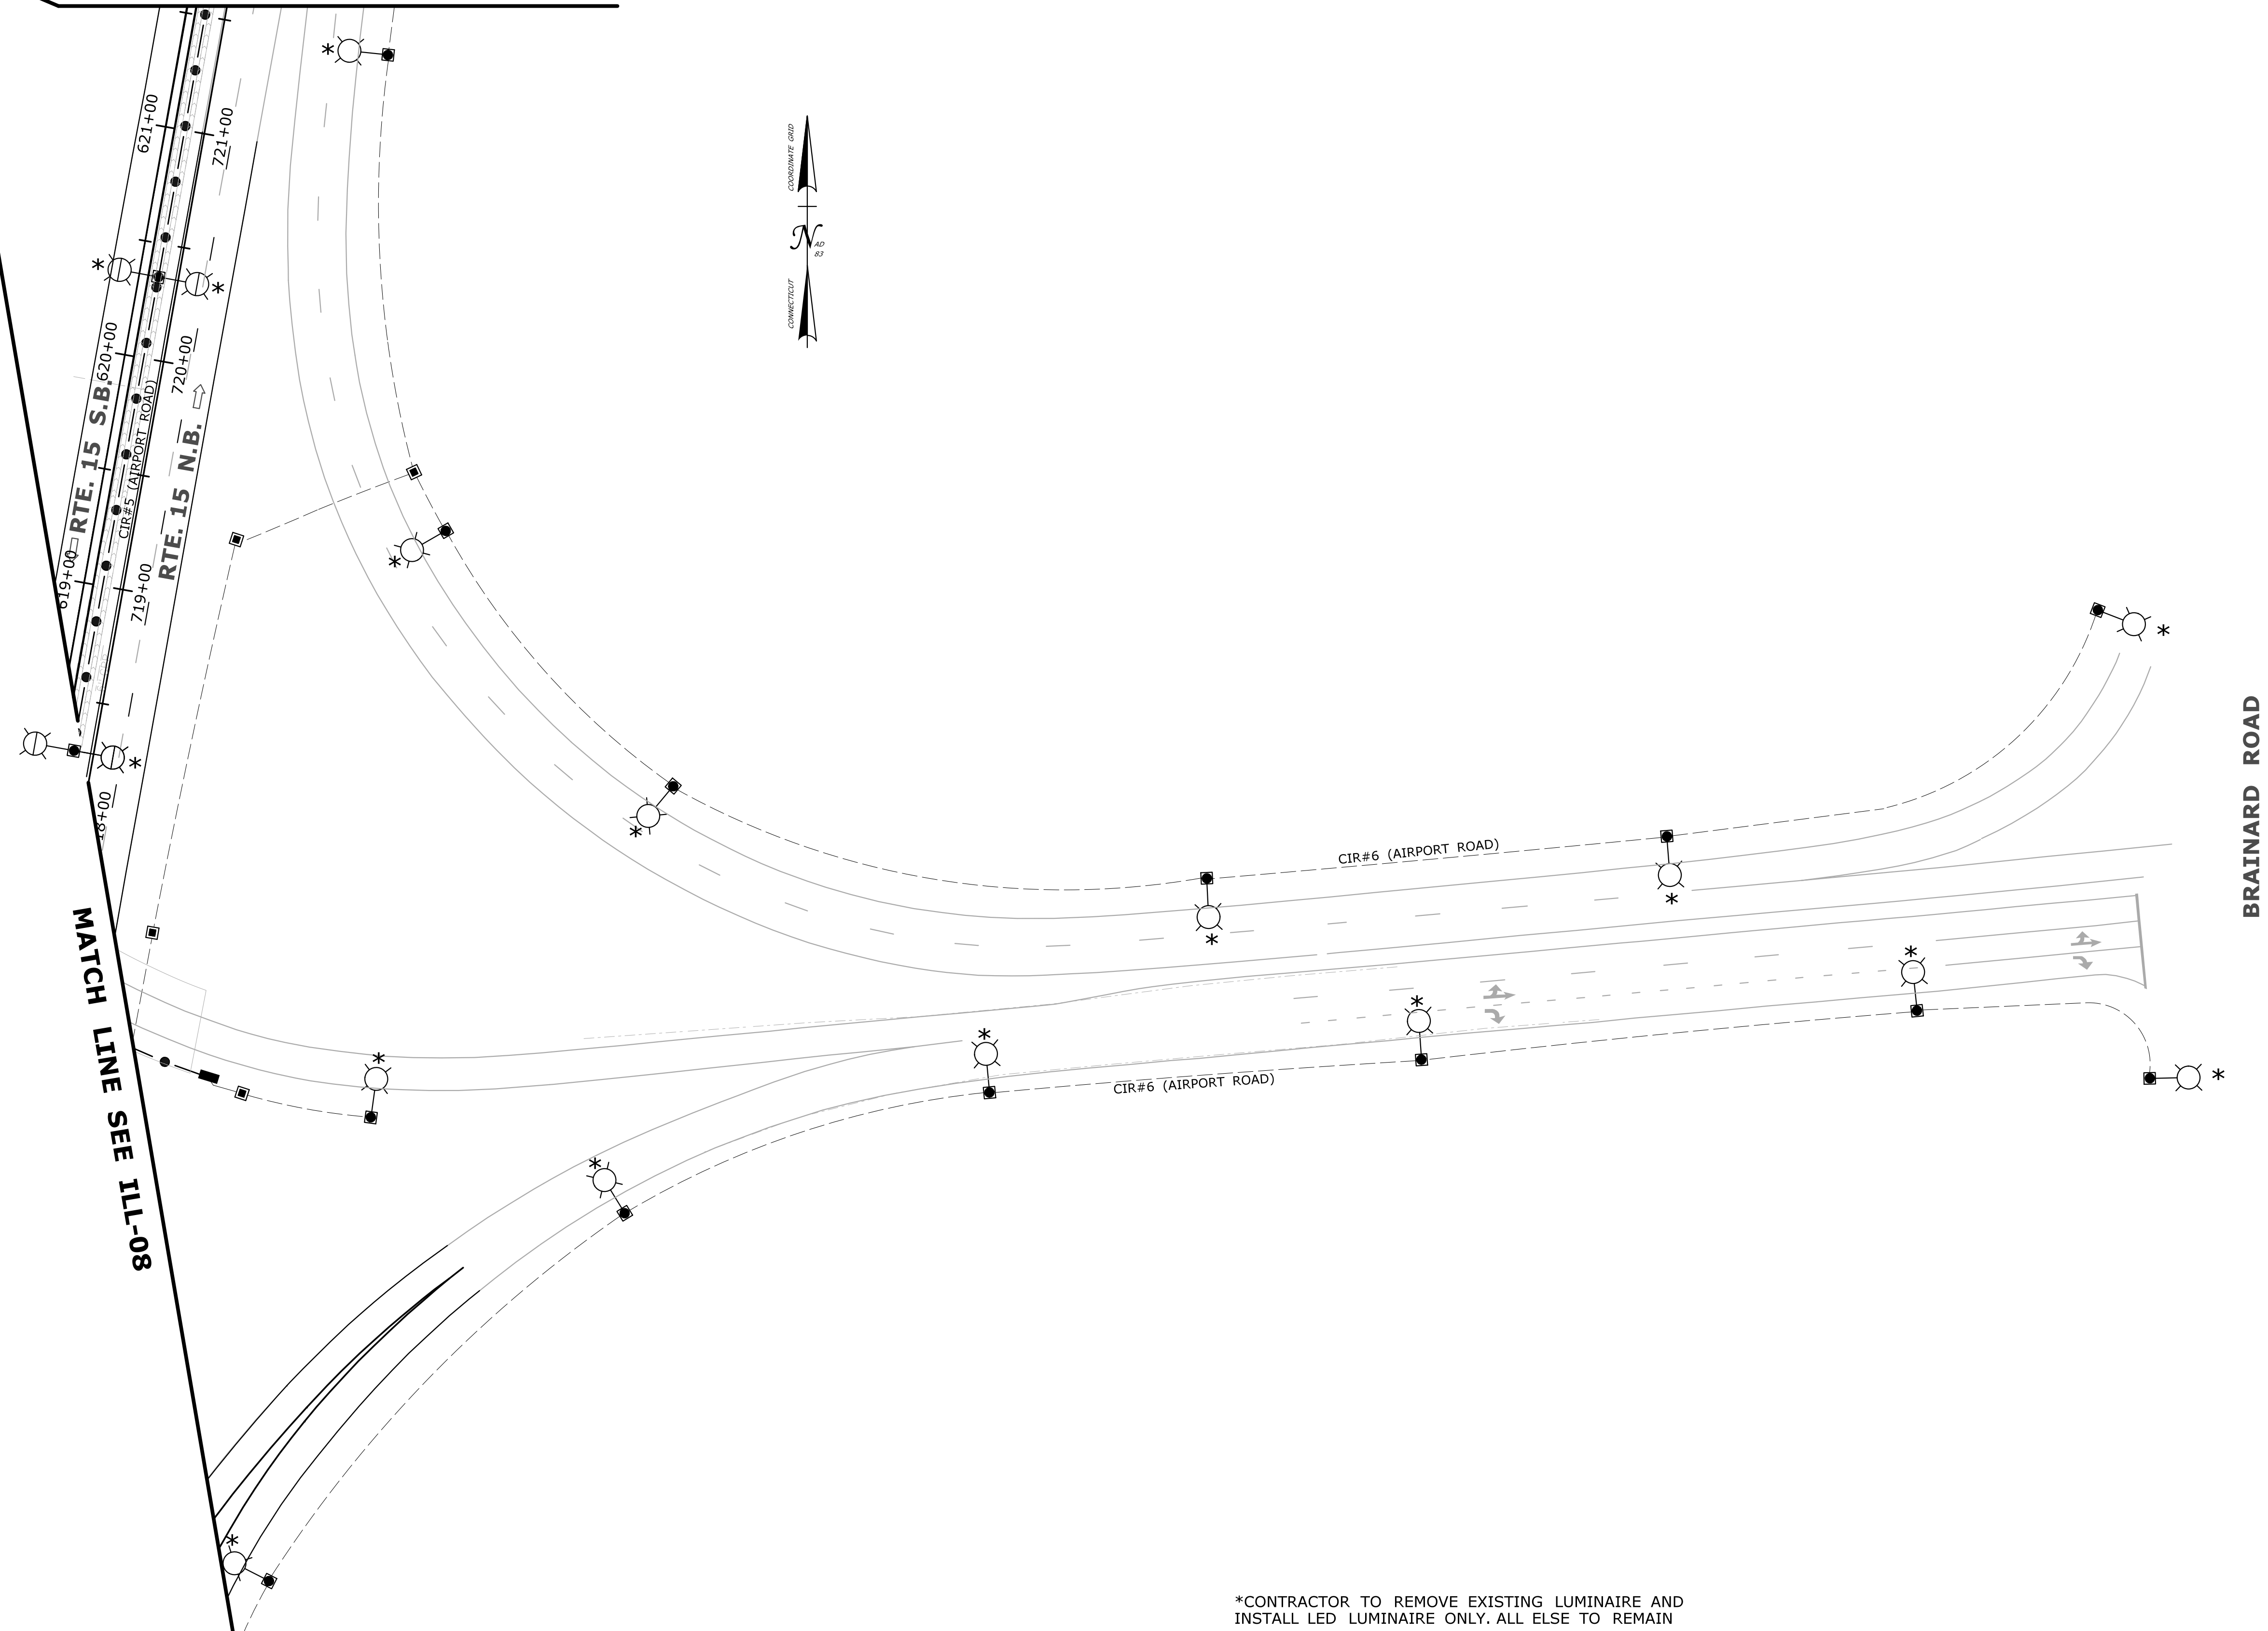 621+00
721+00
COORDINATE GRID
N
AD
83
CONNECTICUT
*
*
*
620+00
720+00
RTE. 15 S.B.
CIR#5 (AIRPORT ROAD)
RTE. 15 N.B.
619+00
719+00
*
*
*
*
18+00
BRAINARD ROAD
CIR#6 (AIRPORT ROAD)
*
*
*
*
*
*
*
CIR#6 (AIRPORT ROAD)
*
MATCH LINE SEE ILL-08
*
*
*CONTRACTOR TO REMOVE EXISTING LUMINAIRE AND
INSTALL LED LUMINAIRE ONLY. ALL ELSE TO REMAIN